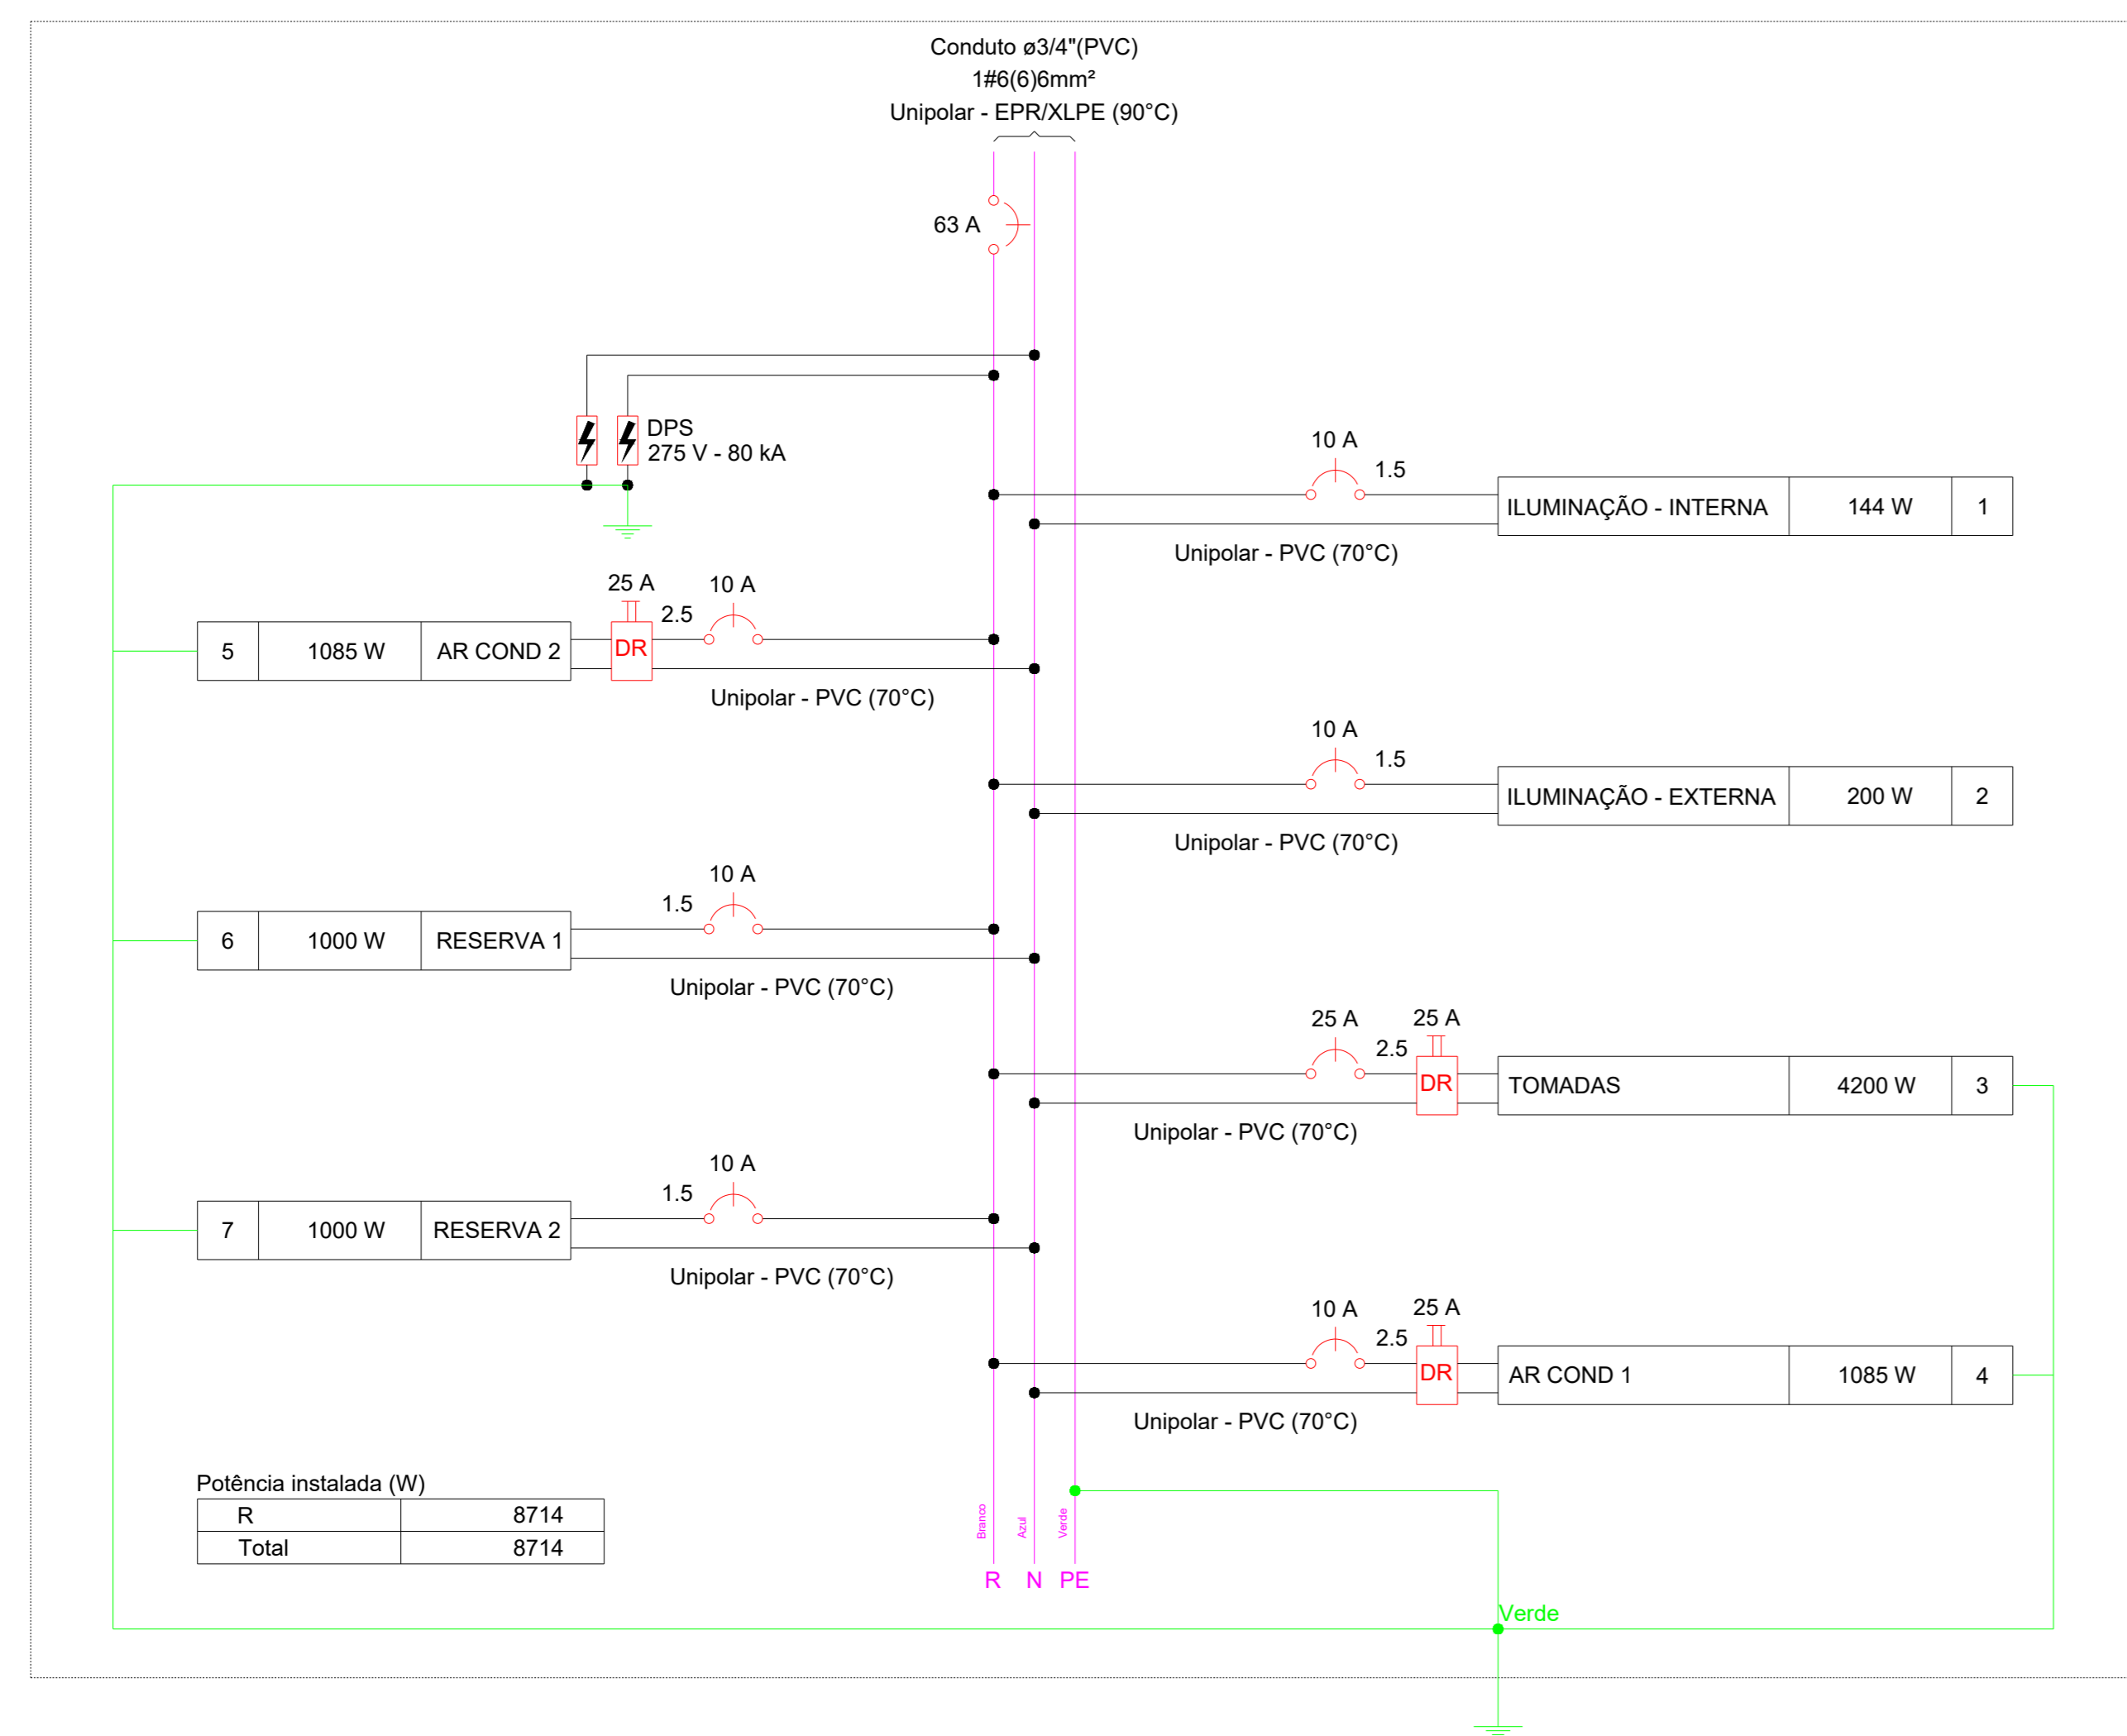 Conduto ø3/4"(PVC)
1#6(6)6mm²
Unipolar - EPR/XLPE (90°C)
63 A
DPS
275 V - 80 kA
10 A
1.5
ILUMINAÇÃO - INTERNA 144 W 1
Unipolar - PVC (70°C)
25 A 10 A
2.5
5 1085 W AR COND 2 DR
Unipolar - PVC (70°C)
10 A
1.5
ILUMINAÇÃO - EXTERNA 200 W 2
Unipolar - PVC (70°C)
10 A
1.5
6 1000 W RESERVA 1
Unipolar - PVC (70°C)
25 A 25 A
2.5
DR TOMADAS 4200 W 3
Unipolar - PVC (70°C)
10 A
1.5
7 1000 W RESERVA 2
Unipolar - PVC (70°C)
10 A 25 A
2.5
DR AR COND 1 1085 W 4
Unipolar - PVC (70°C)
Potência instalada (W)
R 8714
Total 8714
Branco Azul Verde
R N PE
Verde